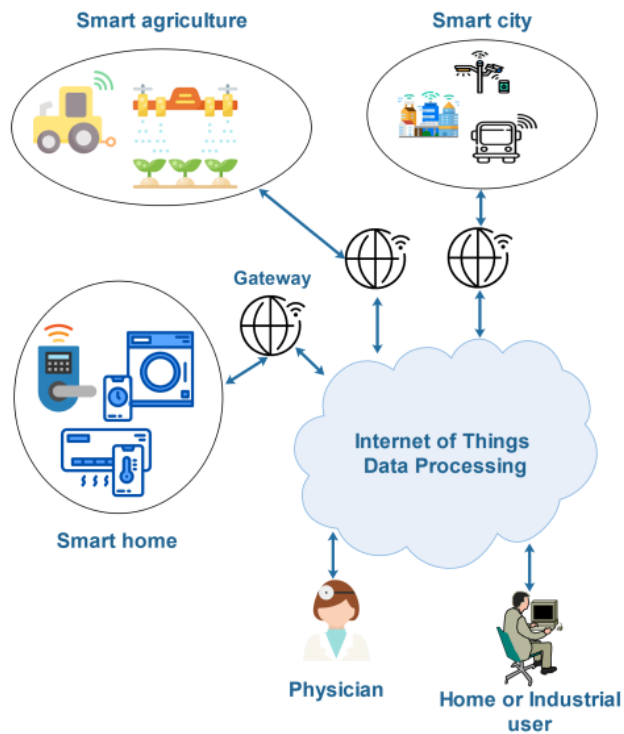 Smart agriculture
Smart city
Gateway
Internet of Things
Data Processing
Smart home
Physician
Home or Industrial
user